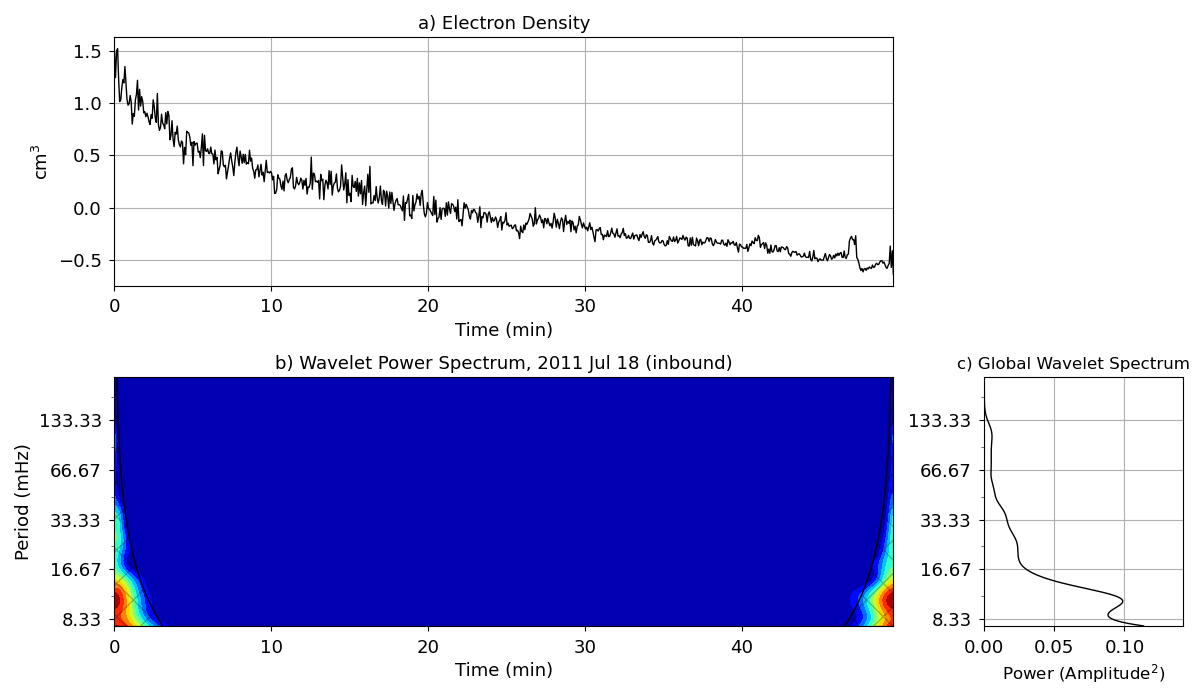 a) Electron Density
1.5
1.0
0.5
0.0
−0.5
cm³
0 10 20 30 40
Time (min)
b) Wavelet Power Spectrum, 2011 Jul 18 (inbound)
133.33
66.67
33.33
16.67
8.33
Period (mHz)
0 10 20 30 40
Time (min)
c) Global Wavelet Spectrum
133.33
66.67
33.33
16.67
8.33
0.00 0.05 0.10
Power (Amplitude²)